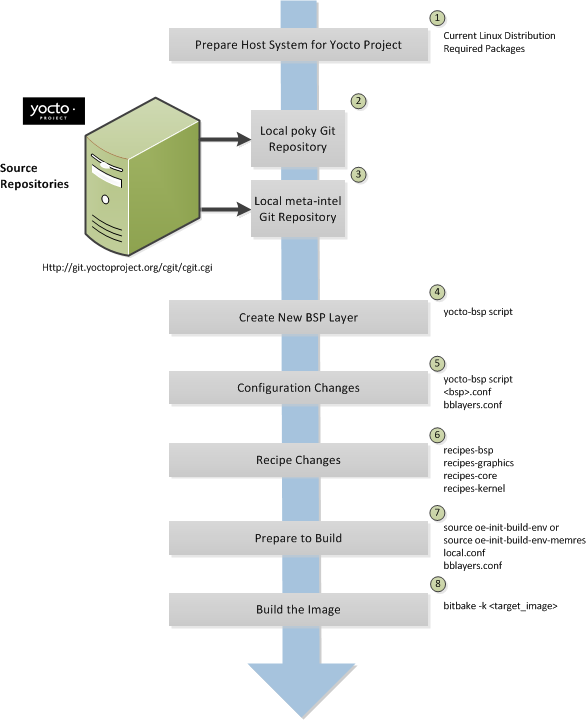 1
Prepare Host System for Yocto Project
Current Linux Distribution
Required Packages
yocto ·
PROJECT
Source
Repositories
2
Local poky Git
Repository
3
Local meta-intel
Git Repository
Http://git.yoctoproject.org/cgit/cgit.cgi
4
Create New BSP Layer
yocto-bsp script
5
Configuration Changes
yocto-bsp script
<bsp>.conf
bblayers.conf
6
Recipe Changes
recipes-bsp
recipes-graphics
recipes-core
recipes-kernel
7
Prepare to Build
source oe-init-build-env or
source oe-init-build-env-memres
local.conf
bblayers.conf
8
Build the Image
bitbake -k <target_image>